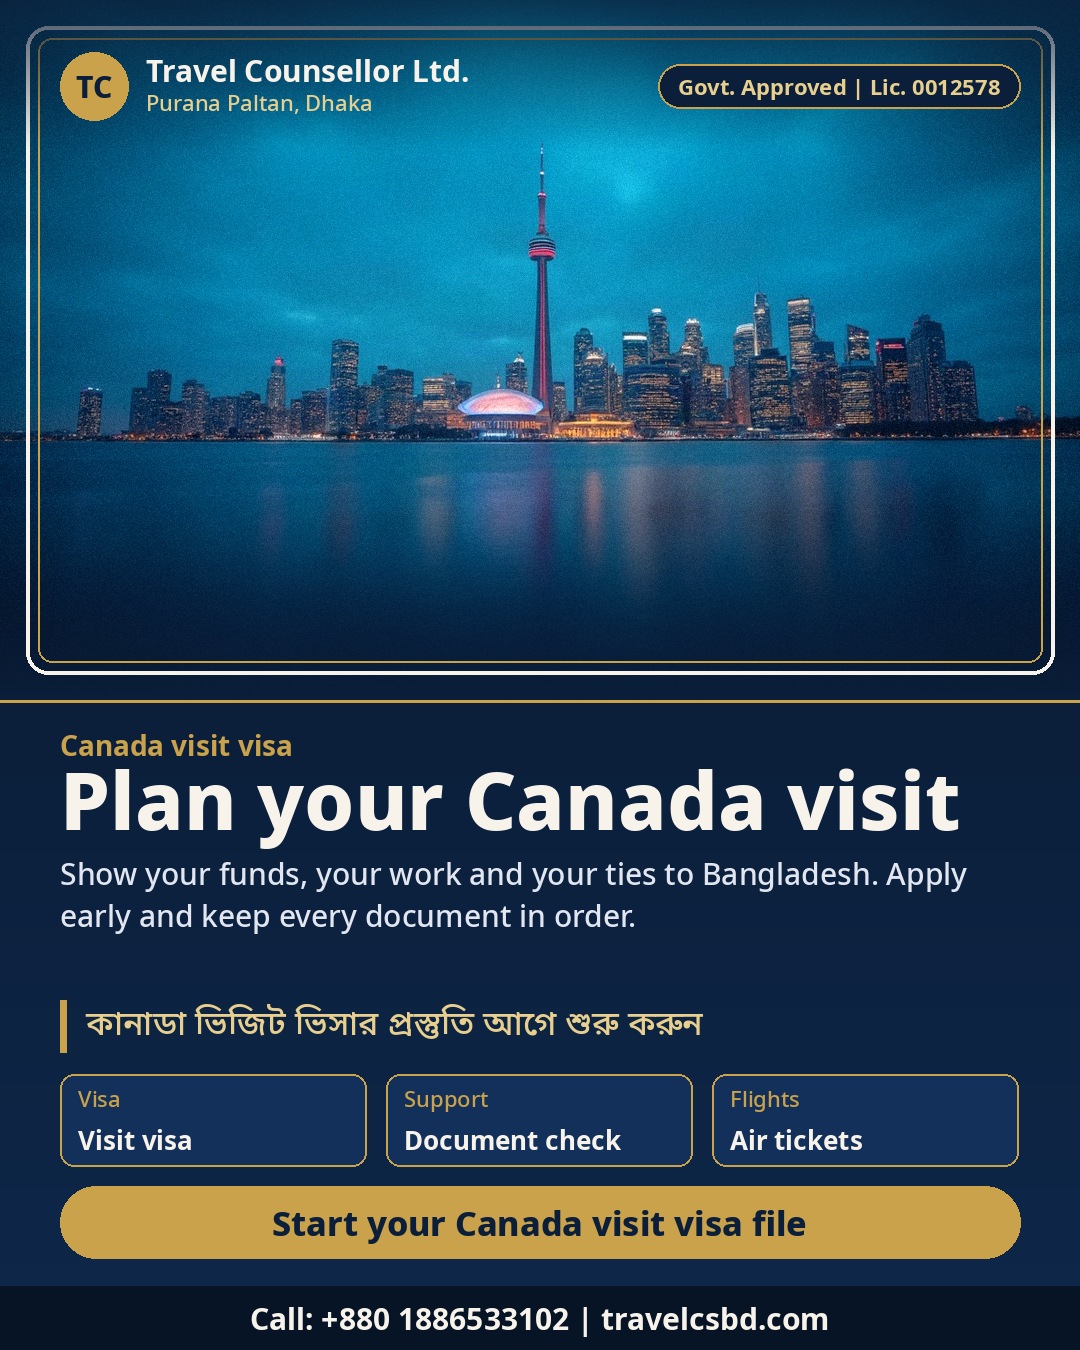 TC
Travel Counsellor Ltd.
Purana Paltan, Dhaka
Govt. Approved | Lic. 0012578
Canada visit visa
Plan your Canada visit
Show your funds, your work and your ties to Bangladesh. Apply
early and keep every document in order.
কানাডা ভিজিট ভিসার প্রস্তুতি আগে শুরু করুন
Visa
Visit visa
Support
Document check
Flights
Air tickets
Start your Canada visit visa file
Call: +880 1886533102 | travelcsbd.com